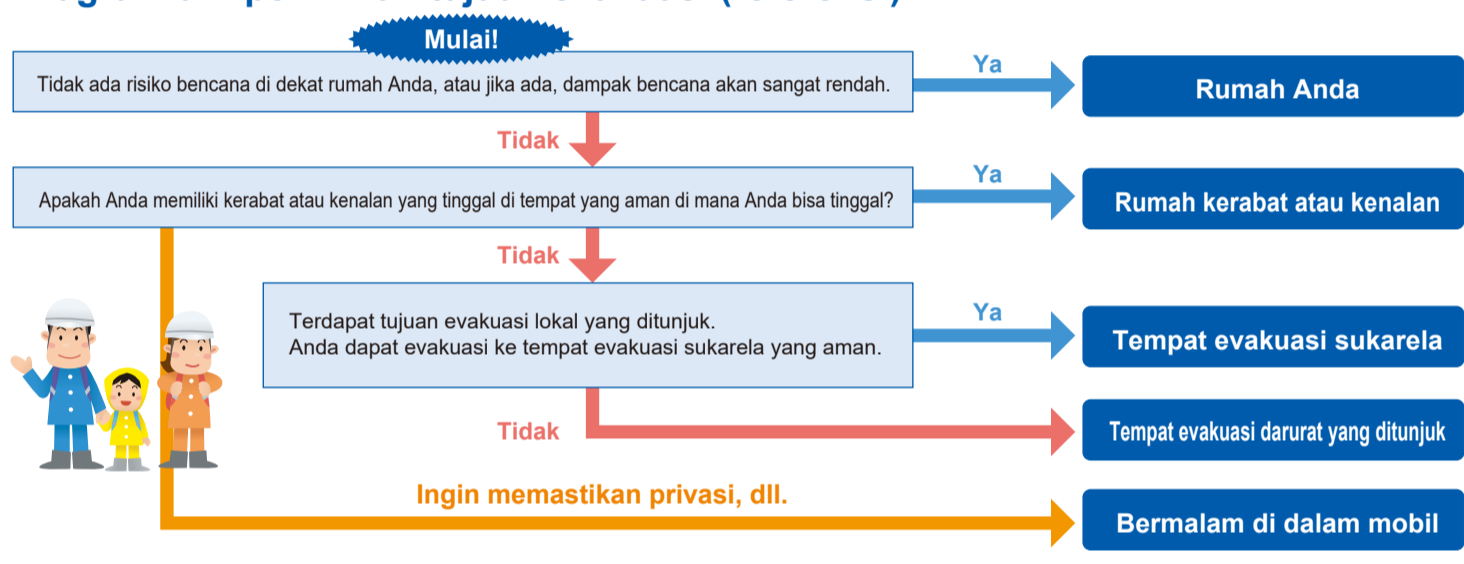 Mulai!
Tidak ada risiko bencana di dekat rumah Anda, atau jika ada, dampak bencana akan sangat rendah.
Ya
Rumah Anda
Tidak
Apakah Anda memiliki kerabat atau kenalan yang tinggal di tempat yang aman di mana Anda bisa tinggal?
Ya
Rumah kerabat atau kenalan
Tidak
Terdapat tujuan evakuasi lokal yang ditunjuk.
Anda dapat evakuasi ke tempat evakuasi sukarela yang aman.
Ya
Tempat evakuasi sukarela
Tidak
Tempat evakuasi darurat yang ditunjuk
Ingin memastikan privasi, dll.
Bermalam di dalam mobil